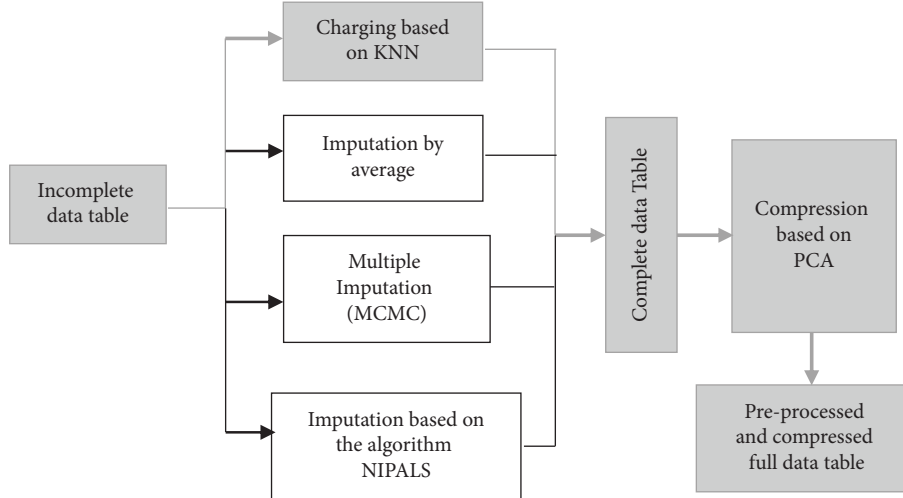 Charging based
on KNN
Imputation by
average
Incomplete
data table
Multiple
Imputation
(MCMC)
Imputation based on
the algorithm
NIPALS
Complete data Table
Compression
based on
PCA
Pre-processed
and compressed
full data table